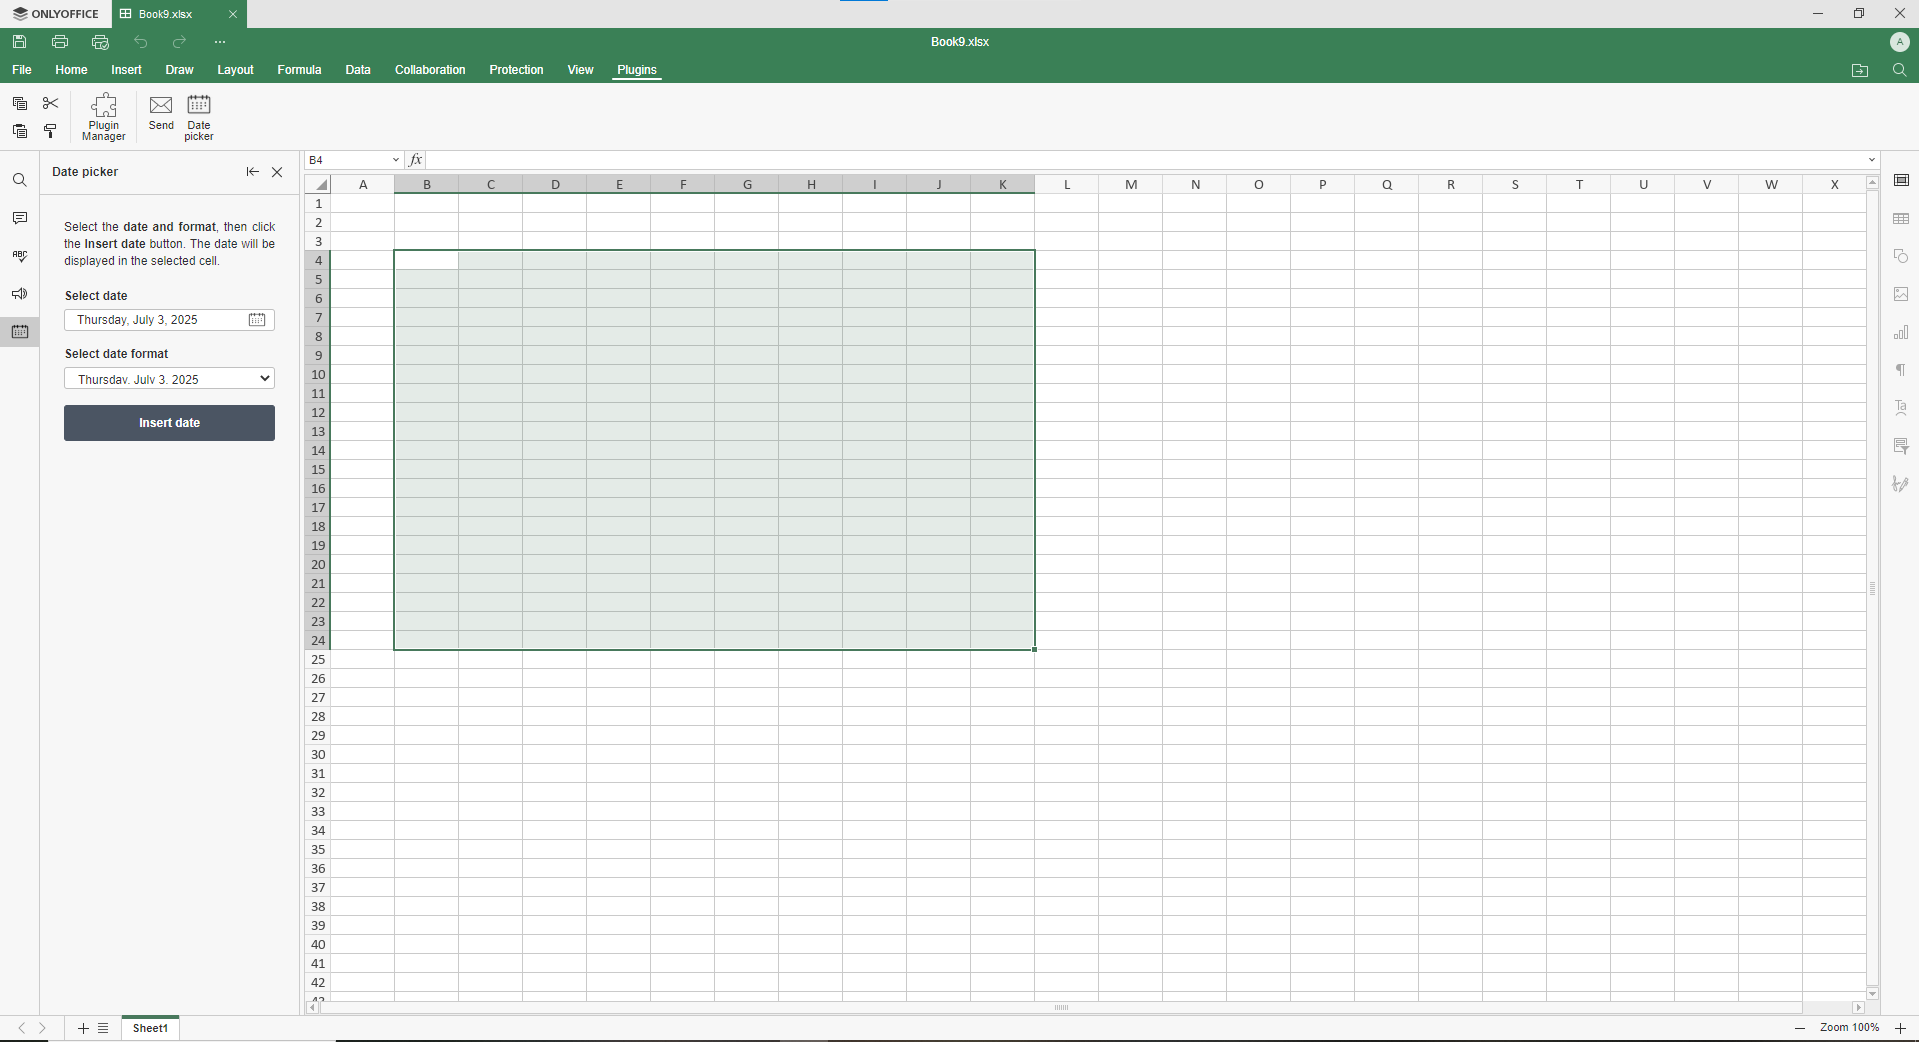 ONLYOFFICE
Book9.xlsx
Book9.xlsx
A
File Home Insert Draw Layout Formula Data Collaboration Protection View Plugins
Plugin Manager
Send
Date picker
Date picker
B4
fx
Select the date and format, then click
the Insert date button. The date will be
displayed in the selected cell.
Select date
Thursday, July 3, 2025
Select date format
Thursday, July 3, 2025
Insert date
A B C D E F G H I J K L M N O P Q R S T U V W X
1
2
3
4
5
6
7
8
9
10
11
12
13
14
15
16
17
18
19
20
21
22
23
24
25
26
27
28
29
30
31
32
33
34
35
36
37
38
39
40
41
42
43
Sheet1
Zoom 100%